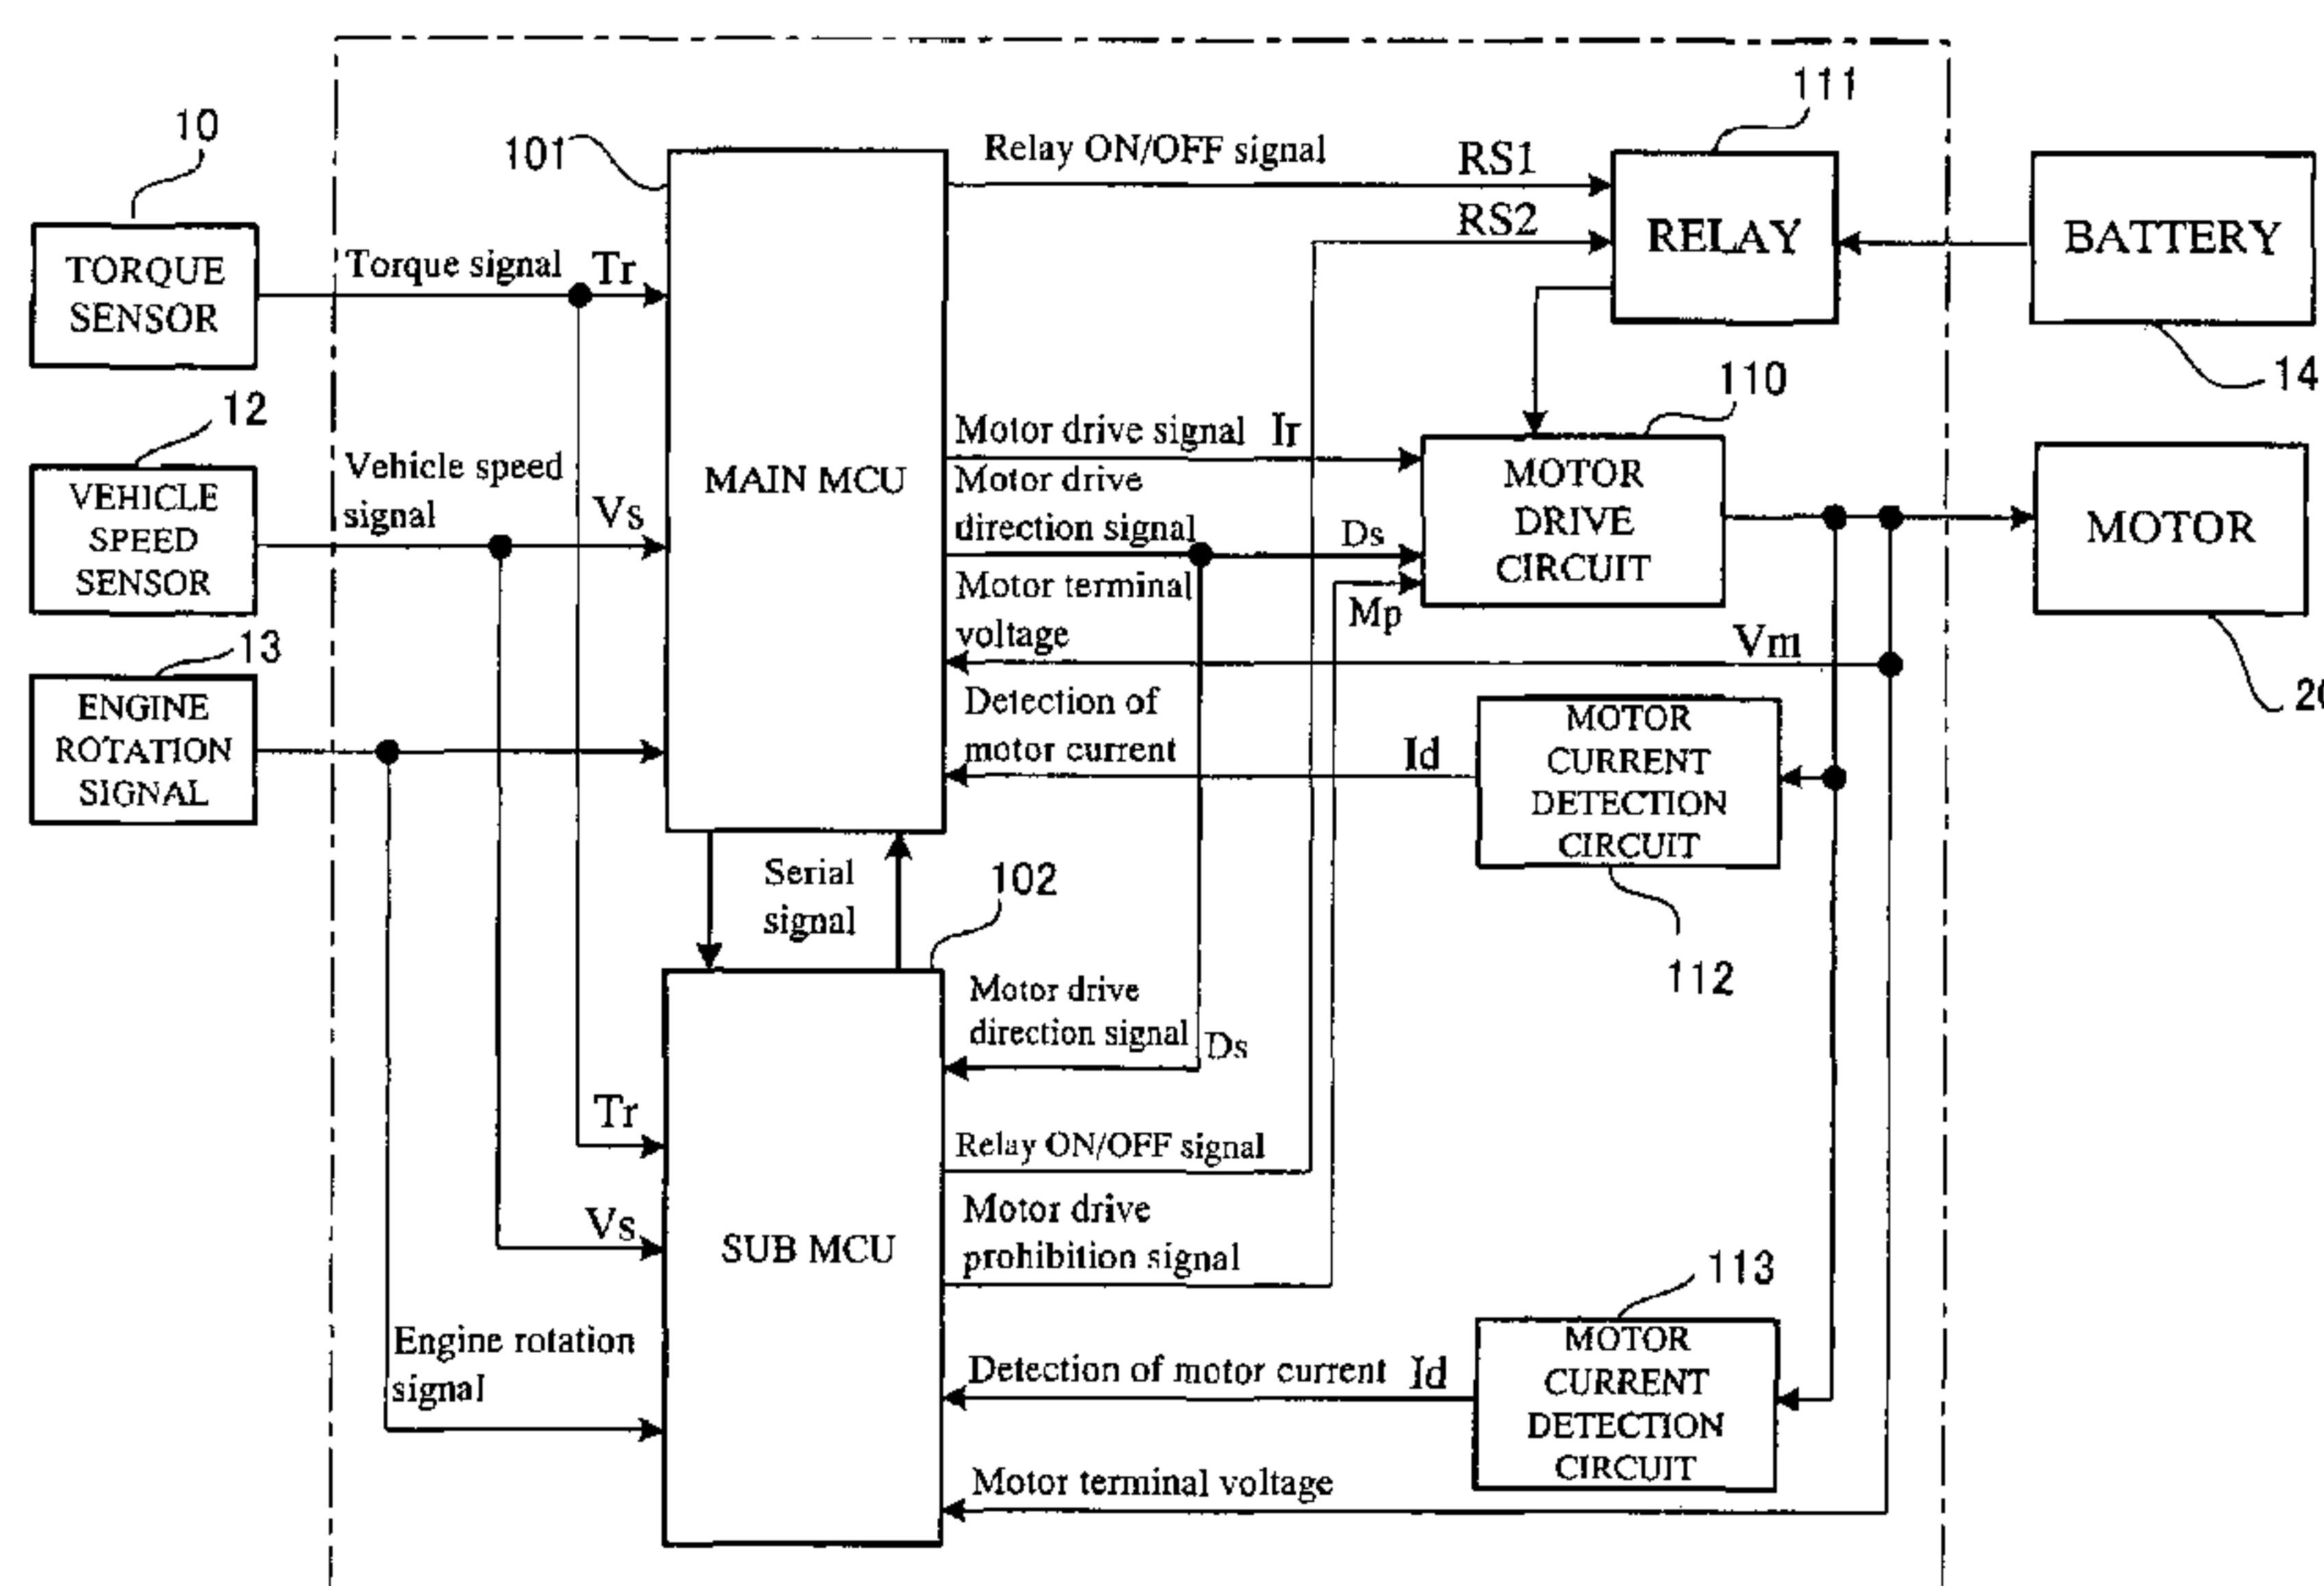 111
10
101
Relay ON/OFF signal
RS1
RS2
RELAY
BATTERY
TORQUE
SENSOR
Torque signal
Tr
14
110
12
Vehicle speed
signal
Vs
VEHICLE
SPEED
SENSOR
MAIN MCU
Motor drive signal Ir
Motor drive
direction signal
Ds
MOTOR
DRIVE
CIRCUIT
MOTOR
Motor terminal
voltage
Mp
Vm
13
ENGINE
ROTATION
SIGNAL
Detection of
motor current
Id
MOTOR
CURRENT
DETECTION
CIRCUIT
112
Serial
signal
102
Motor drive
direction signal
Ds
Tr
Relay ON/OFF signal
Vs
SUB MCU
Motor drive
prohibition signal
113
Engine rotation
signal
Detection of motor current Id
MOTOR
CURRENT
DETECTION
CIRCUIT
Motor terminal voltage